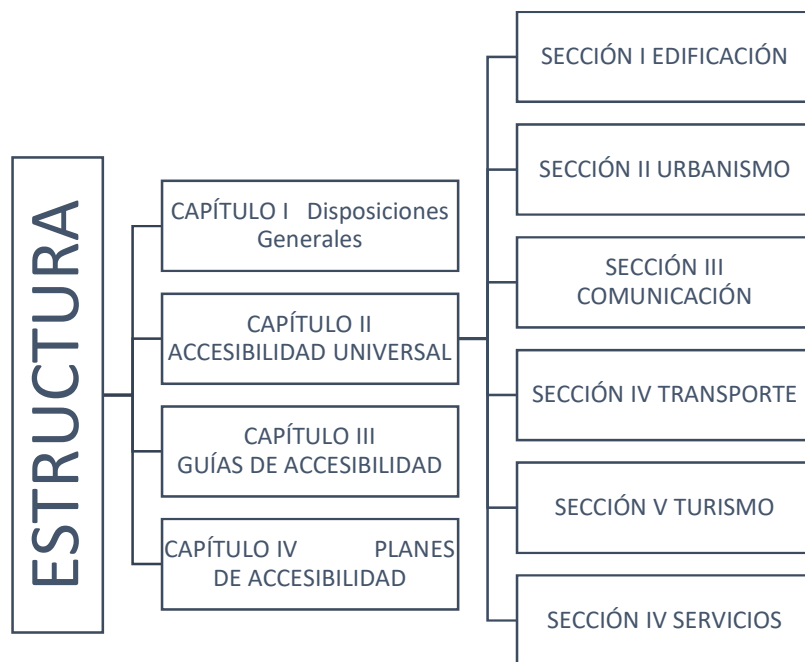 ESTRUCTURA
CAPÍTULO I Disposiciones
Generales
CAPÍTULO II
ACCESIBILIDAD UNIVERSAL
CAPÍTULO III
GUÍAS DE ACCESIBILIDAD
CAPÍTULO IV PLANES
DE ACCESIBILIDAD
SECCIÓN I EDIFICACIÓN
SECCIÓN II URBANISMO
SECCIÓN III
COMUNICACIÓN
SECCIÓN IV TRANSPORTE
SECCIÓN V TURISMO
SECCIÓN IV SERVICIOS